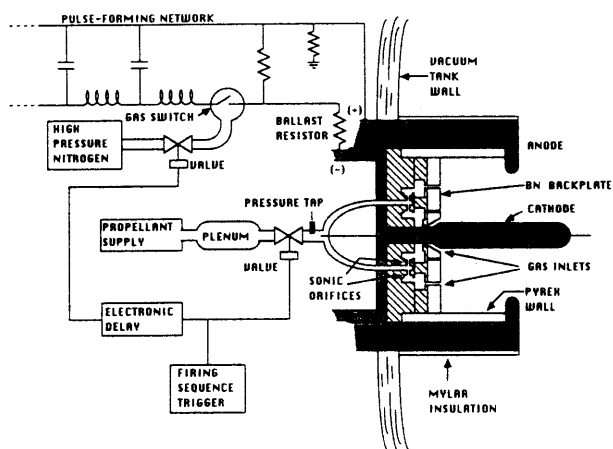 PULSE-FORMING NETWORK
GAS SWITCH
HIGH
PRESSURE
NITROGEN
VALVE
BALLAST
RESISTOR
(+)
(-)
VACUUM
TANK
WALL
ANODE
BN BACKPLATE
CATHODE
PRESSURE TAP
PROPELLANT
SUPPLY
PLENUM
VALVE
SONIC
ORIFICES
GAS INLETS
PYREX
WALL
ELECTRONIC
DELAY
FIRING
SEQUENCE
TRIGGER
MYLAR
INSULATION